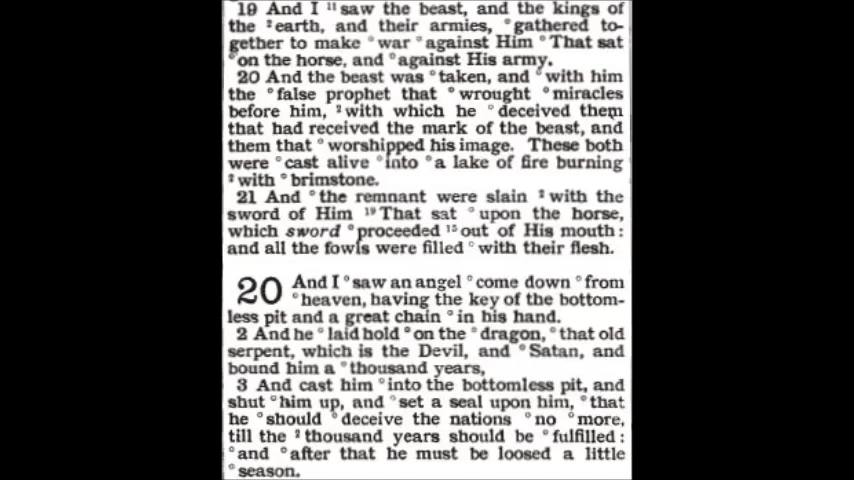 19 And I ¹¹ saw the beast, and the kings of
the ² earth, and their armies, ° gathered to-
gether to make ° war ° against Him ° That sat
° on the horse, and ° against His army.
20 And the beast was ° taken, and ° with him
the ° false prophet that ° wrought ° miracles
before him, ² with which he ° deceived them
that had received the mark of the beast, and
them that ° worshipped his image. These both
were ° cast alive ° into ° a lake of fire burning
² with ° brimstone.
21 And ° the remnant were slain ² with the
sword of Him ¹⁹ That sat ° upon the horse,
which sword ° proceeded ¹⁵ out of His mouth:
and all the fowls were filled ° with their flesh.
20 And I ° saw an angel ° come down ° from
° heaven, having the key of the bottom-
less pit and a great chain ° in his hand.
2 And he ° laid hold ° on the ° dragon, ° that old
serpent, which is the Devil, and ° Satan, and
bound him a ° thousand years,
3 And cast him ° into the bottomless pit, and
shut ° him up, and ° set a seal upon him, ° that
he ° should ° deceive the nations ° no ° more,
till the ² thousand years should be ° fulfilled:
° and ° after that he must be loosed a little
° season.